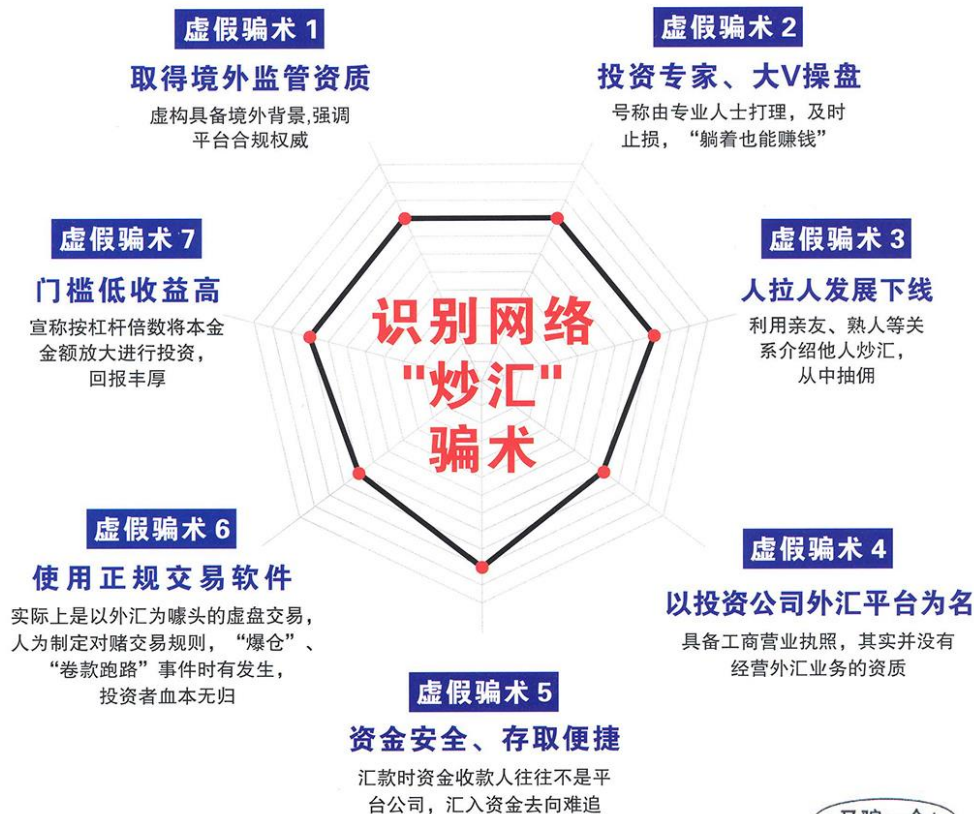 虚假骗术 1
取得境外监管资质
虚构具备境外背景,强调
平台合规权威
虚假骗术 2
投资专家、大V操盘
号称由专业人士打理，及时
止损，“躺着也能赚钱”
虚假骗术 7
门槛低收益高
宣称按杠杆倍数将本金
金额放大进行投资，
回报丰厚
识别网络
"炒汇"
骗术
虚假骗术 3
人拉人发展下线
利用亲友、熟人等关
系介绍他人炒汇，
从中抽佣
虚假骗术 6
使用正规交易软件
实际上是以外汇为噱头的虚盘交易，
人为制定对赌交易规则，“爆仓”、
“卷款跑路”事件时有发生，
投资者血本无归
虚假骗术 4
以投资公司外汇平台为名
具备工商营业执照，其实并没有
经营外汇业务的资质
虚假骗术 5
资金安全、存取便捷
汇款时资金收款人往往不是平
台公司，汇入资金去向难追